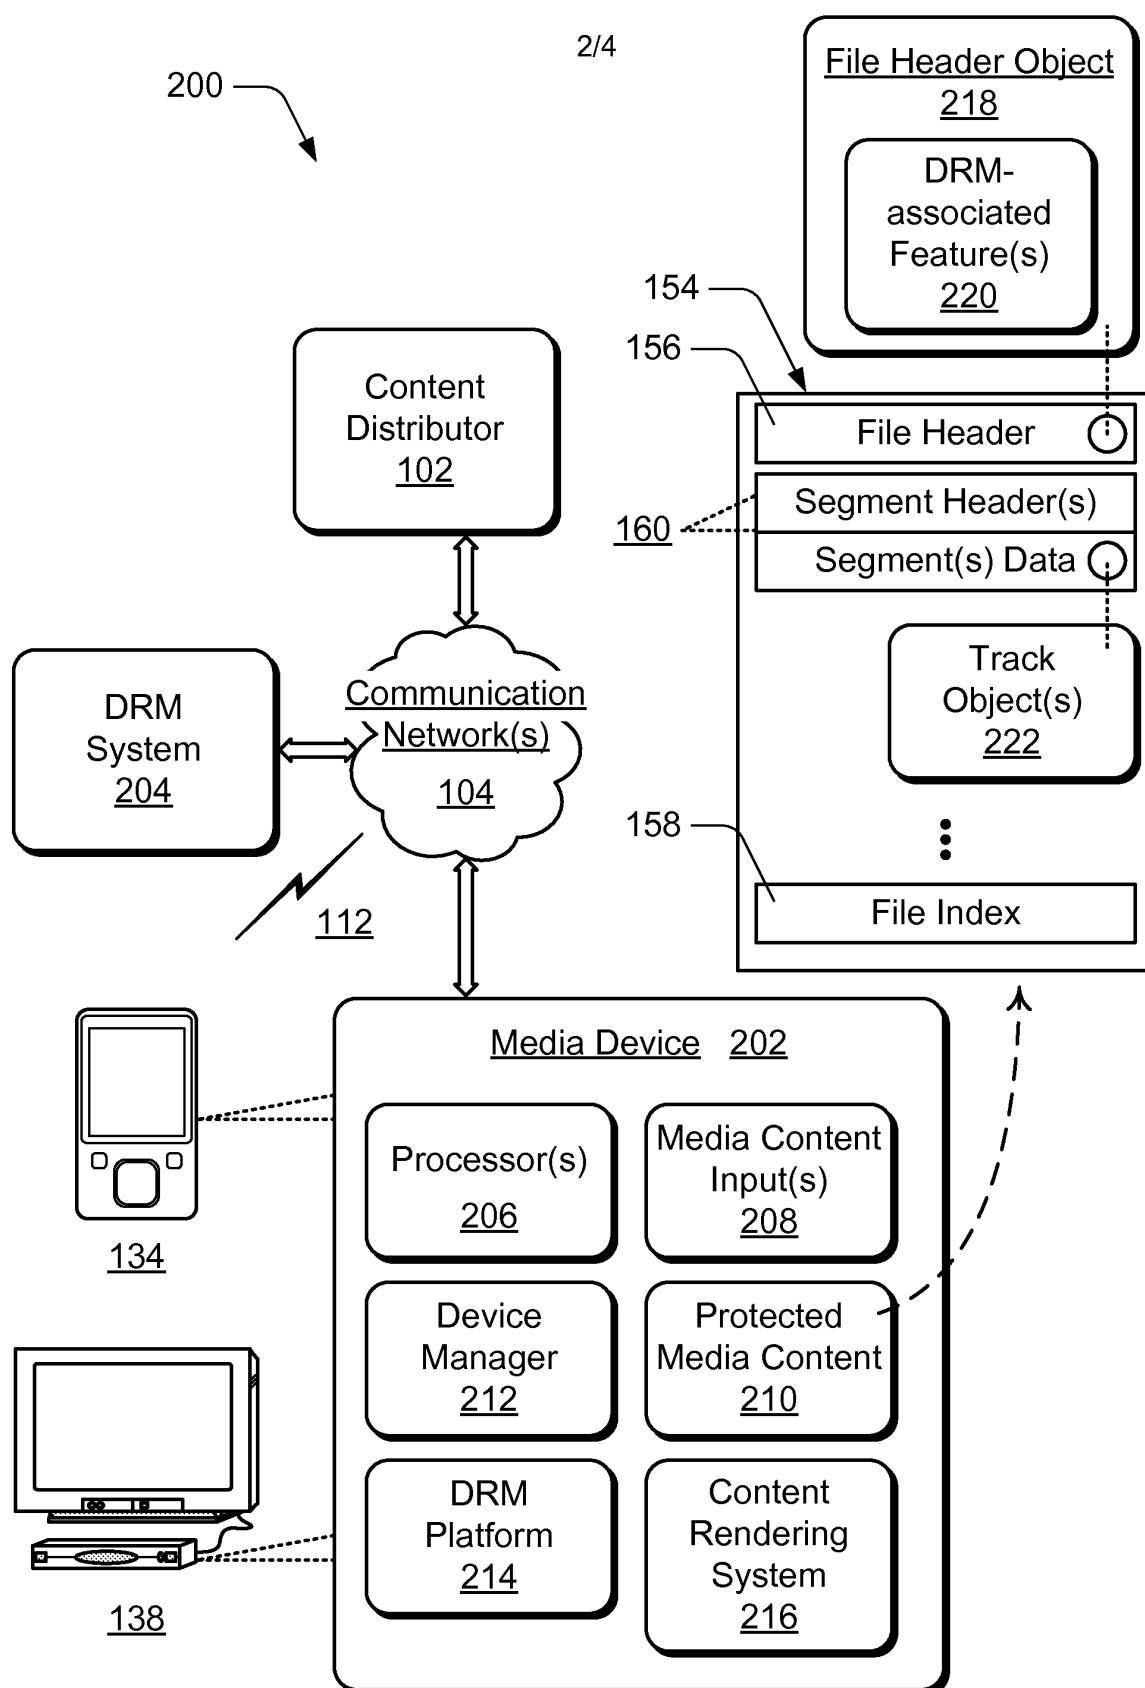 2/4
200
File Header Object
218
DRM-
associated
Feature(s)
220
154
156
File Header
Segment Header(s)
160
Segment(s) Data
Track
Object(s)
222
158
File Index
Content
Distributor
102
Communication
Network(s)
104
DRM
System
204
112
Media Device 202
Processor(s)
206
Media Content
Input(s)
208
Device
Manager
212
Protected
Media Content
210
DRM
Platform
214
Content
Rendering
System
216
134
138